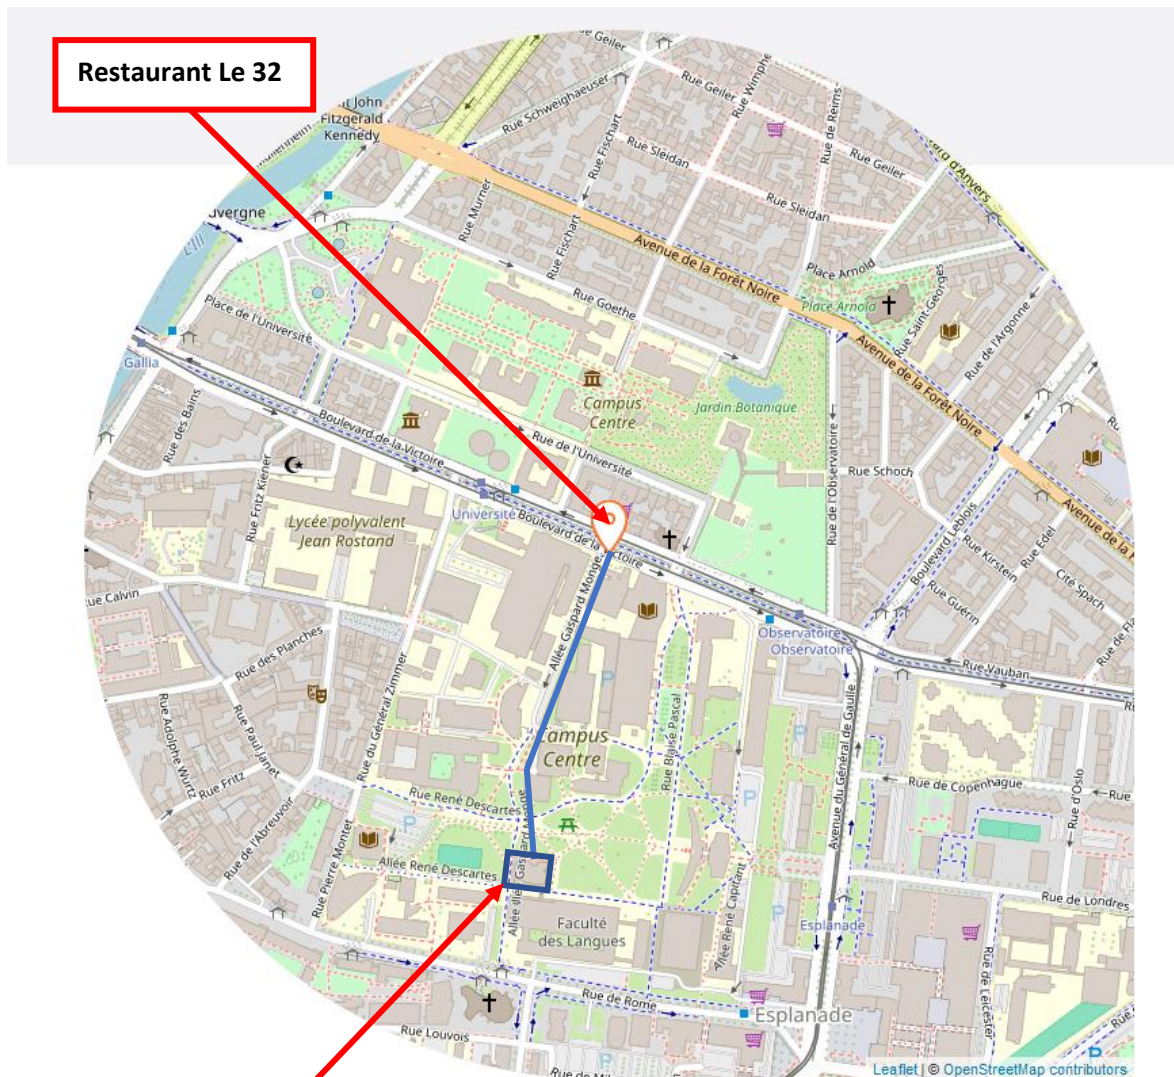 Restaurant Le 32
Rue Geiler
Rue Schweighaeuser
Rue Geiler
Rue Wimphe
Rue de Reims
John
Fitzgerald
Kennedy
Rue Fischart
Rue Sleidan
Rue Geiler
Rue Sleidan
Rue Murner
Rue Fischart
Avenue de la Forêt Noire
Place Arnold
Place Arnold
Rue Saint-Georges
Rue de l'Argonne
uvergne
L'Ill
Place de l'Université
Rue Goethe
Avenue de la Forêt Noire
Gallia
Campus
Centre
Jardin Botanique
Rue des Bains
Boulevard de la Victoire
Rue de l'Université
Rue de l'Observatoire
Rue Schoch
Rue Fritz Kiener
Université
Lycée polyvalent
Jean Rostand
Boulevard de la Victoire
Boulevard Leblois
Rue Kirstein
Rue Edel
Cité Spach
Rue Guérin
ue Calvin
Rue des Planches
Allée Gaspard Monge
Observatoire
Observatoire
Rue Vauban
Rue du Général Zimmer
Rue Adolphe Wurtz
Rue Paul Janet
Rue Fritz
Campus
Centre
Rue Blaise Pascal
Avenue du Général de Gaulle
Rue de Copenhague
Rue
Rue d'Oslo
P
P
P
Rue René Descartes
Rue de l'Abreuvoir
Rue Pierre Montet
Allée René Descartes
Allée René Capitant
P
Rue de Londres
Faculté
des Langues
Esplanade
Rue de Leicester
Rue de Rome
Esplanade
Rue Louvois
P
Leaflet | © OpenStreetMap contributors